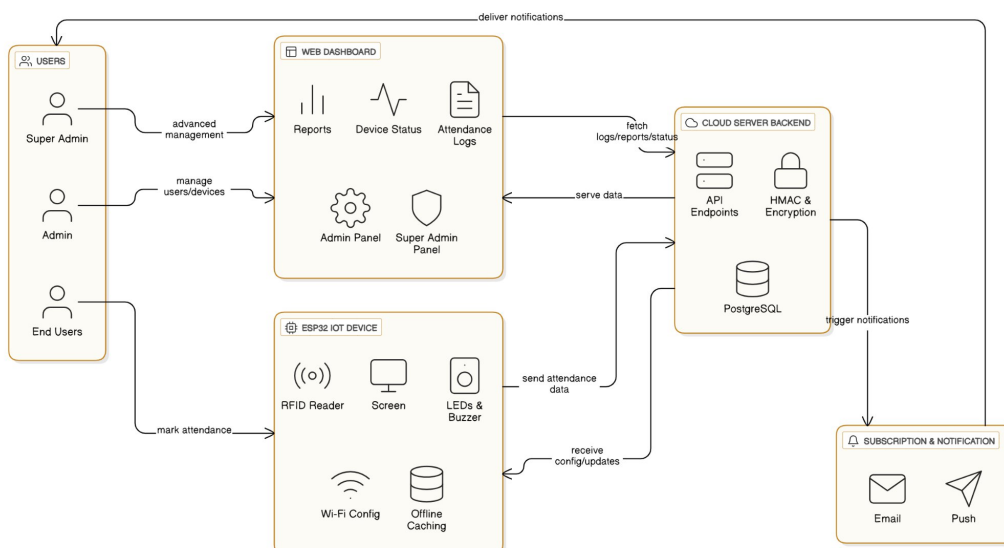 deliver notifications
USERS
Super Admin
Admin
End Users
advanced
management
manage
users/devices
mark attendance
WEB DASHBOARD
Reports
Device Status
Attendance
Logs
Admin Panel
Super Admin
Panel
fetch
logs/reports/status
serve data
CLOUD SERVER BACKEND
API
Endpoints
HMAC &
Encryption
PostgreSQL
ESP32 IOT DEVICE
RFID Reader
Screen
LEDs &
Buzzer
Wi-Fi Config
Offline
Caching
send attendance
data
receive
config/updates
trigger notifications
SUBSCRIPTION & NOTIFICATION
Email
Push